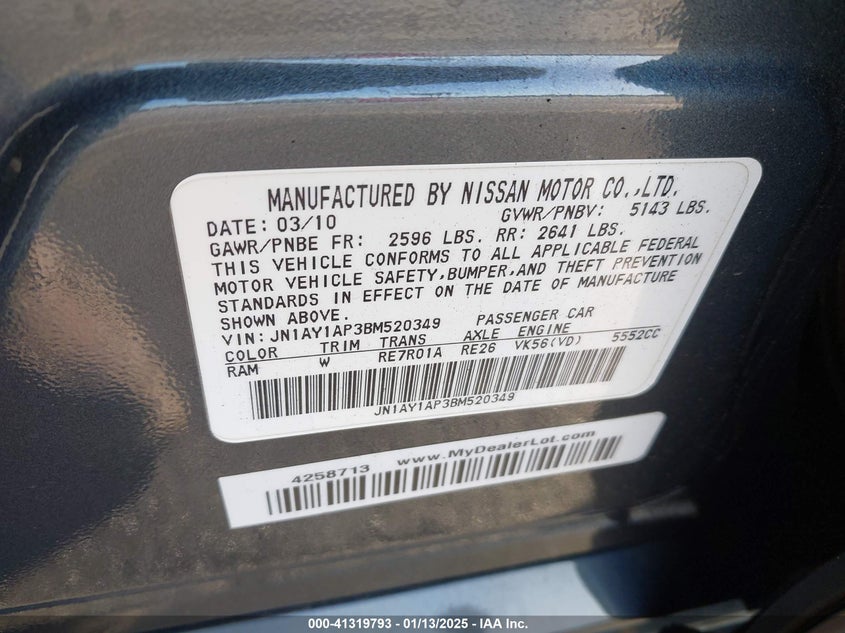 MANUFACTURED BY NISSAN MOTOR CO.,LTD.
DATE: 03/10 GVWR/PNBV: 5143 LBS.
GAWR/PNBE FR: 2596 LBS. RR: 2641 LBS.
THIS VEHICLE CONFORMS TO ALL APPLICABLE FEDERAL
MOTOR VEHICLE SAFETY,BUMPER,AND THEFT PREVENTION
STANDARDS IN EFFECT ON THE DATE OF MANUFACTURE
SHOWN ABOVE.
VIN: JN1AY1AP3BM520349 PASSENGER CAR
COLOR TRIM TRANS AXLE ENGINE
RAM W RE7R01A RE26 VK56(VD) 5552CC
JN1AY1AP3BM520349
4258713 www.MyDealerLot.com
000-41319793 - 01/13/2025 - IAA Inc.